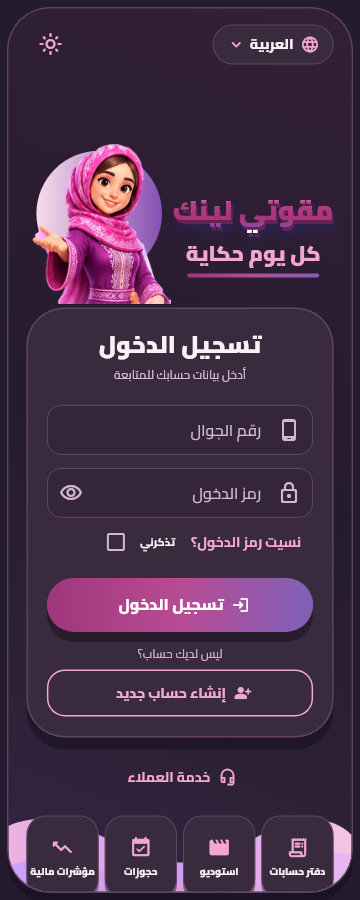 العربية
مقوتي لينك
كل يوم حكاية
تسجيل الدخول
أدخل بيانات حسابك للمتابعة
رقم الجوال
رمز الدخول
نسيت رمز الدخول؟ تذكرني
تسجيل الدخول
ليس لديك حساب؟
إنشاء حساب جديد
خدمة العملاء
دفتر حسابات استوديو حجوزات مؤشرات مالية